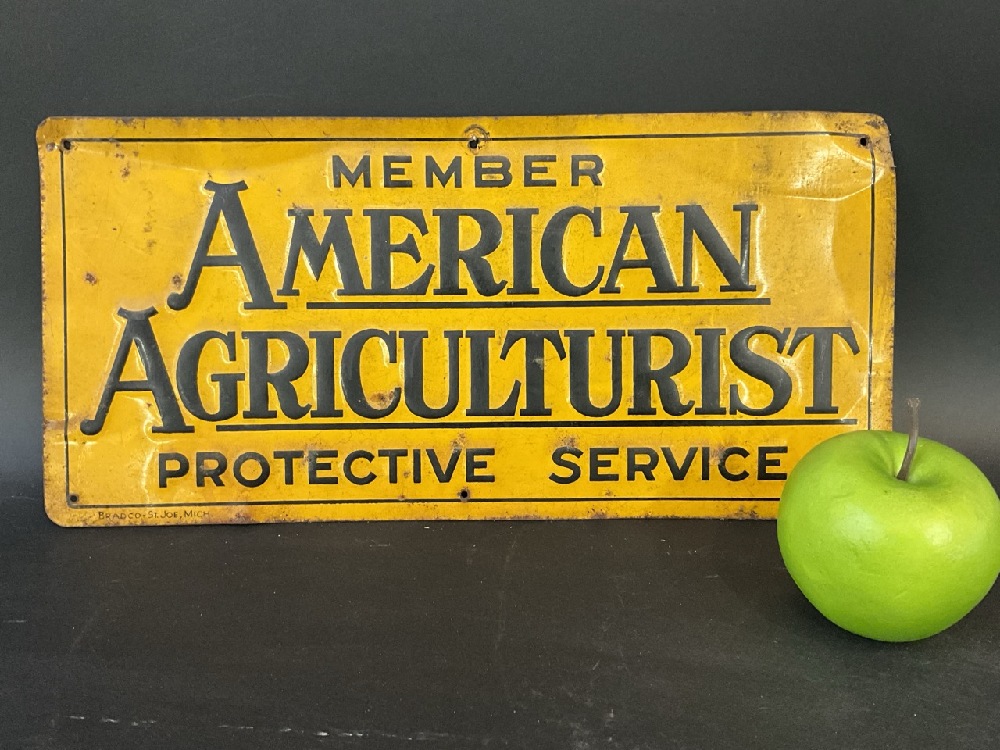 MEMBER
AMERICAN
AGRICULTURIST
PROTECTIVE SERVICE
BRADCO-ST. JOE, MICH